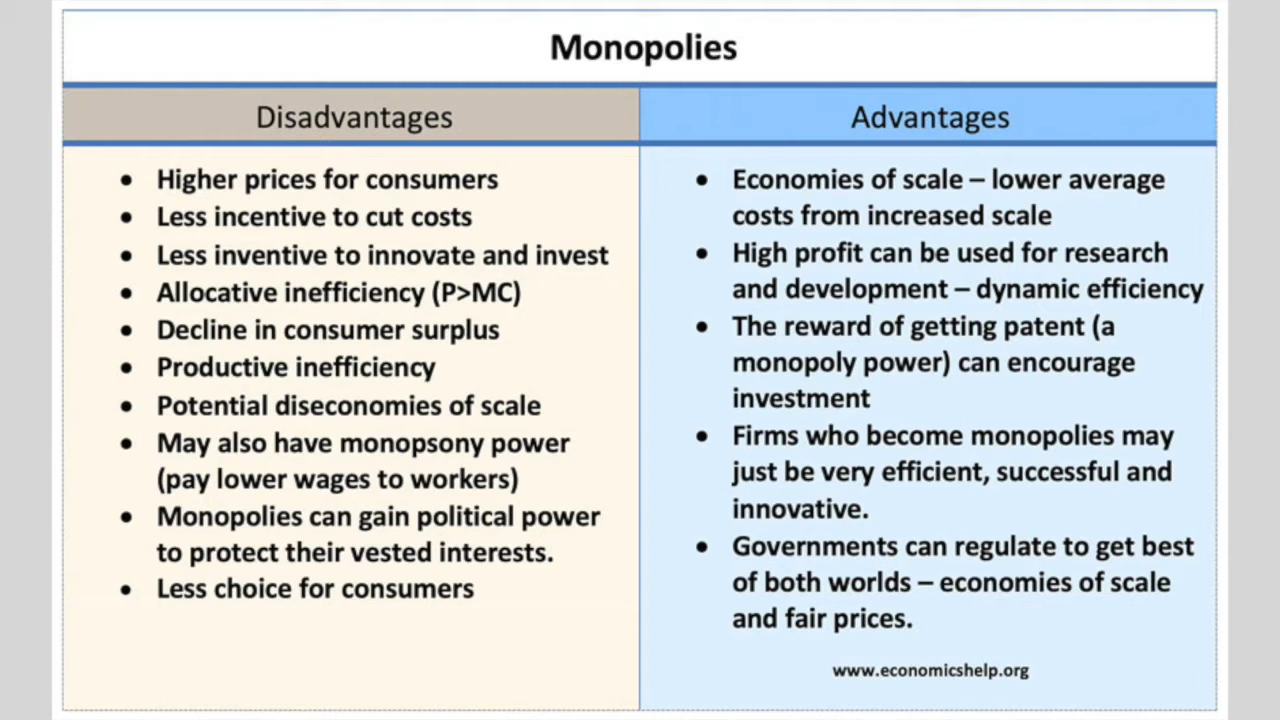 Monopolies
Disadvantages
• Higher prices for consumers
• Less incentive to cut costs
• Less inventive to innovate and invest
• Allocative inefficiency (P>MC)
• Decline in consumer surplus
• Productive inefficiency
• Potential diseconomies of scale
• May also have monopsony power
(pay lower wages to workers)
• Monopolies can gain political power
to protect their vested interests.
• Less choice for consumers
Advantages
• Economies of scale – lower average
costs from increased scale
• High profit can be used for research
and development – dynamic efficiency
• The reward of getting patent (a
monopoly power) can encourage
investment
• Firms who become monopolies may
just be very efficient, successful and
innovative.
• Governments can regulate to get best
of both worlds – economies of scale
and fair prices.
www.economicshelp.org